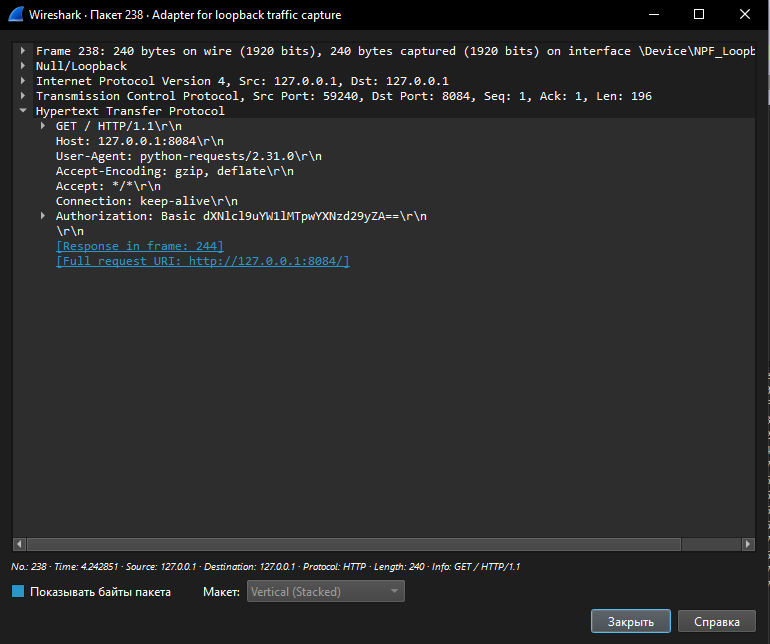 Wireshark · Пакет 238 · Adapter for loopback traffic capture
Frame 238: 240 bytes on wire (1920 bits), 240 bytes captured (1920 bits) on interface \Device\NPF_Loopb
Null/Loopback
Internet Protocol Version 4, Src: 127.0.0.1, Dst: 127.0.0.1
Transmission Control Protocol, Src Port: 59240, Dst Port: 8084, Seq: 1, Ack: 1, Len: 196
Hypertext Transfer Protocol
GET / HTTP/1.1\r\n
Host: 127.0.0.1:8084\r\n
User-Agent: python-requests/2.31.0\r\n
Accept-Encoding: gzip, deflate\r\n
Accept: */*\r\n
Connection: keep-alive\r\n
Authorization: Basic dXNlcl9uYW1lMTpwYXNzd29yZA==\r\n
\r\n
[Response in frame: 244]
[Full request URI: http://127.0.0.1:8084/]
No.: 238 · Time: 4.242851 · Source: 127.0.0.1 · Destination: 127.0.0.1 · Protocol: HTTP · Length: 240 · Info: GET / HTTP/1.1
Показывать байты пакета Макет: Vertical (Stacked)
Закрыть Справка